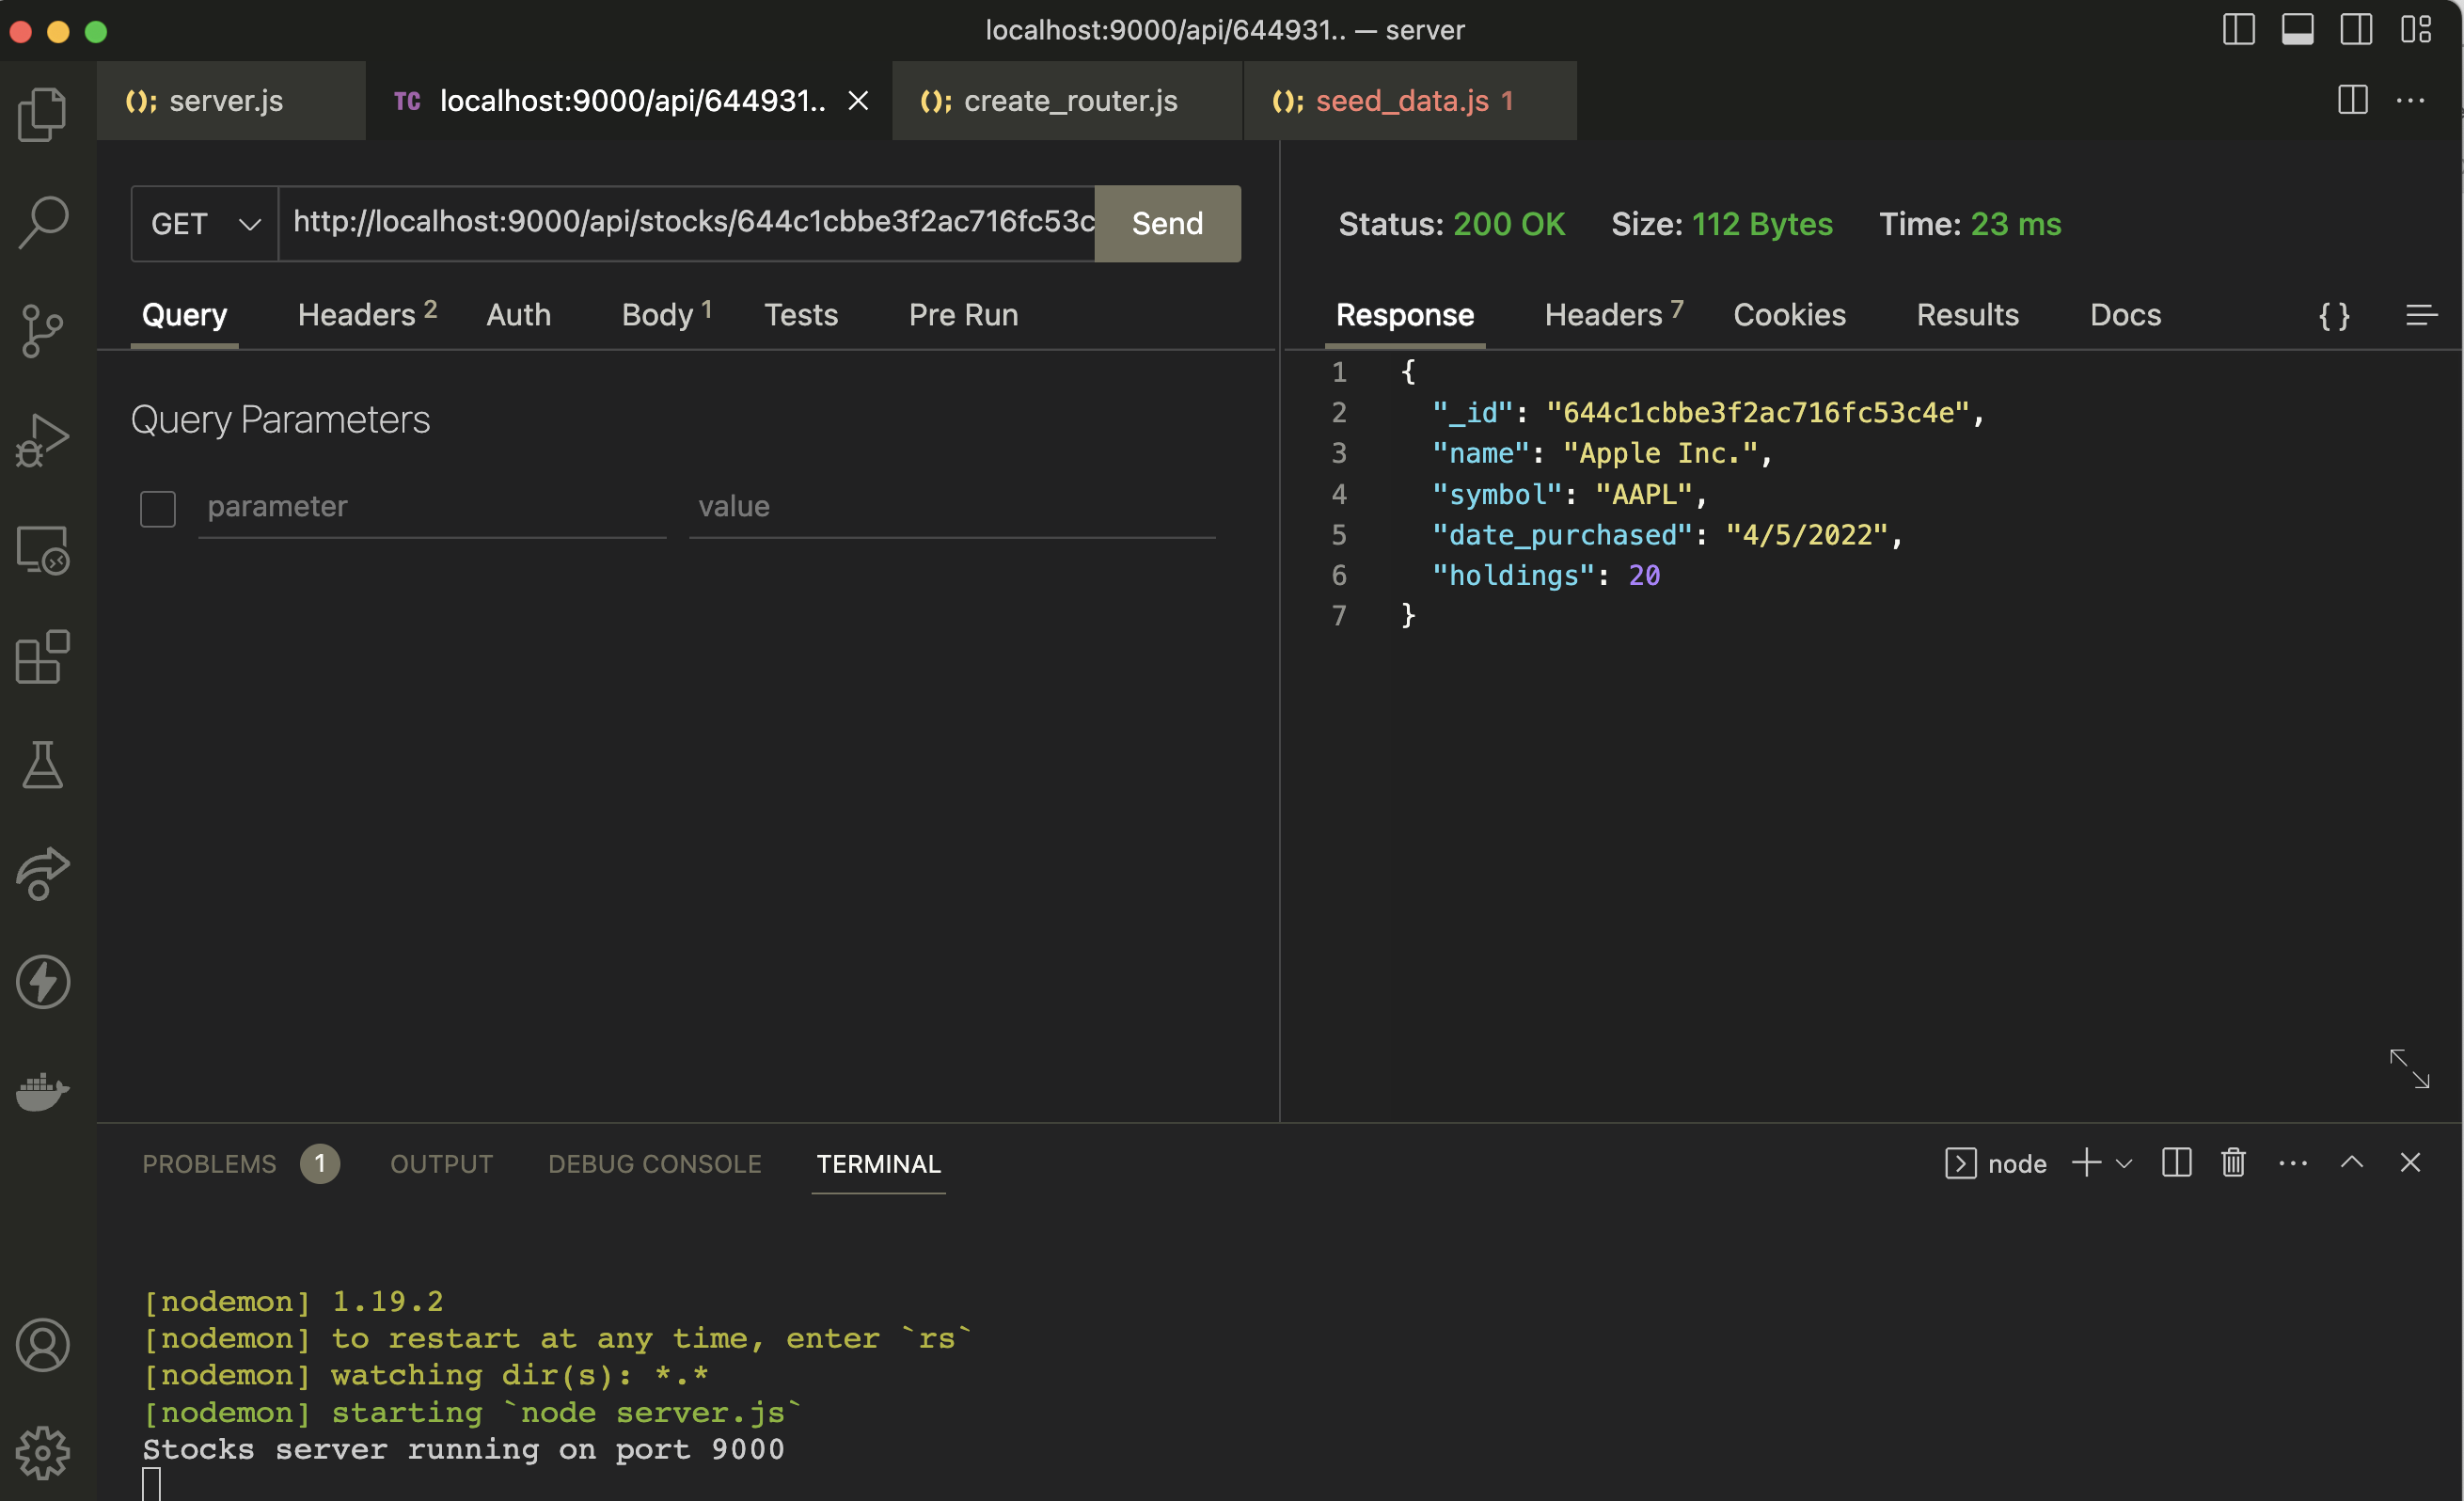 localhost:9000/api/644931.. — server
(); server.js
TC localhost:9000/api/644931..
(); create_router.js
(); seed_data.js 1
GET http://localhost:9000/api/stocks/644c1cbbe3f2ac716fc53c Send
Status: 200 OK Size: 112 Bytes Time: 23 ms
Query Headers 2 Auth Body 1 Tests Pre Run
Response Headers 7 Cookies Results Docs { }
Query Parameters
parameter value
1 {
2 "_id": "644c1cbbe3f2ac716fc53c4e",
3 "name": "Apple Inc.",
4 "symbol": "AAPL",
5 "date_purchased": "4/5/2022",
6 "holdings": 20
7 }
PROBLEMS 1 OUTPUT DEBUG CONSOLE TERMINAL
node
[nodemon] 1.19.2
[nodemon] to restart at any time, enter `rs`
[nodemon] watching dir(s): *.*
[nodemon] starting `node server.js`
Stocks server running on port 9000